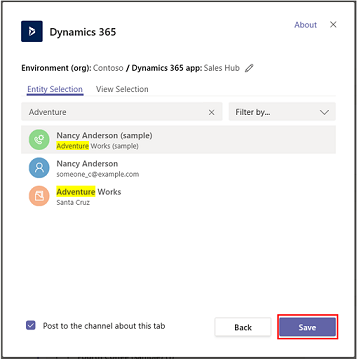 Dynamics 365
About
Environment (org): Contoso / Dynamics 365 app: Sales Hub
Entity Selection
View Selection
Adventure
Filter by...
Nancy Anderson (sample)
Adventure Works (sample)
Nancy Anderson
someone_c@example.com
Adventure Works
Santa Cruz
Post to the channel about this tab
Back
Save